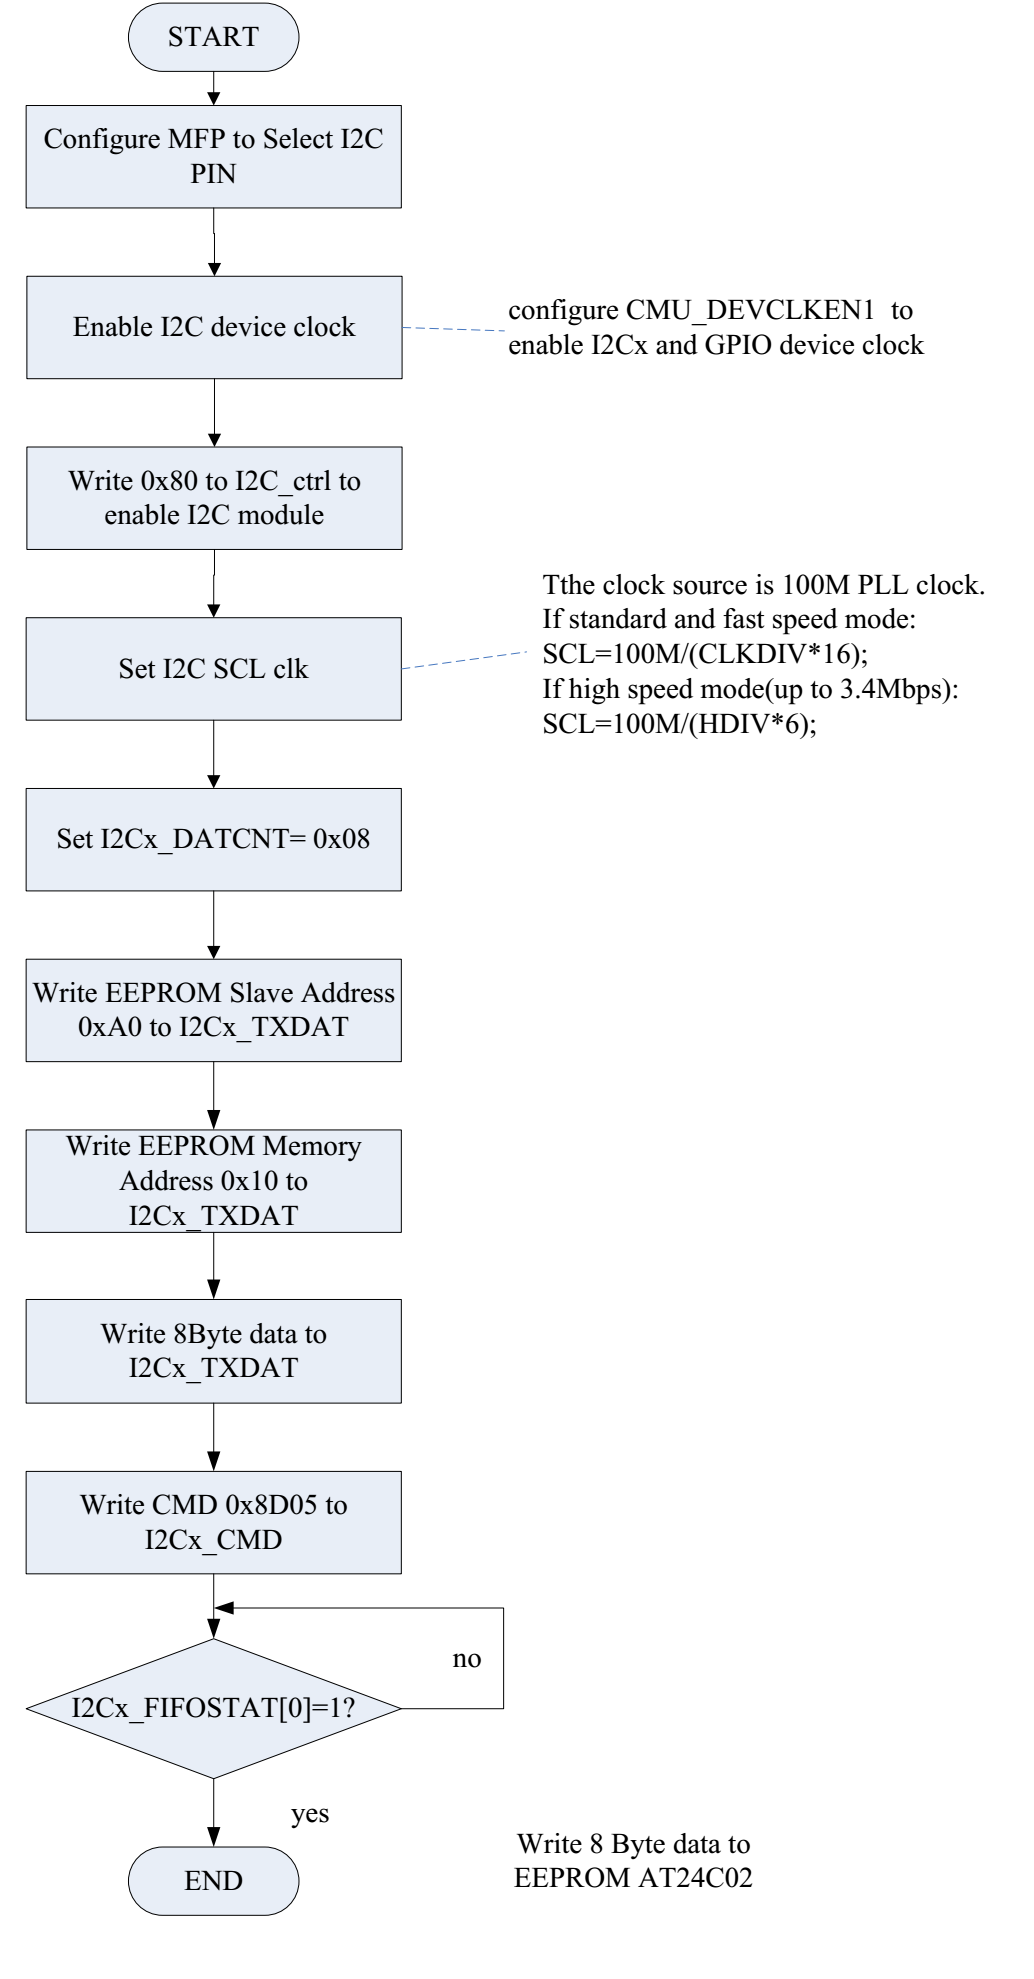 START
Configure MFP to Select I2C
PIN
Enable I2C device clock
configure CMU_DEVCLKEN1  to
enable I2Cx and GPIO device clock
Write 0x80 to I2C_ctrl to
enable I2C module
Tthe clock source is 100M PLL clock.
If standard and fast speed mode:
SCL=100M/(CLKDIV*16);
If high speed mode(up to 3.4Mbps):
SCL=100M/(HDIV*6);
Set I2C SCL clk
Set I2Cx_DATCNT= 0x08
Write EEPROM Slave Address
0xA0 to I2Cx_TXDAT
Write EEPROM Memory
Address 0x10 to
I2Cx_TXDAT
Write 8Byte data to
I2Cx_TXDAT
Write CMD 0x8D05 to
I2Cx_CMD
no
I2Cx_FIFOSTAT[0]=1?
yes
END
Write 8 Byte data to
EEPROM AT24C02